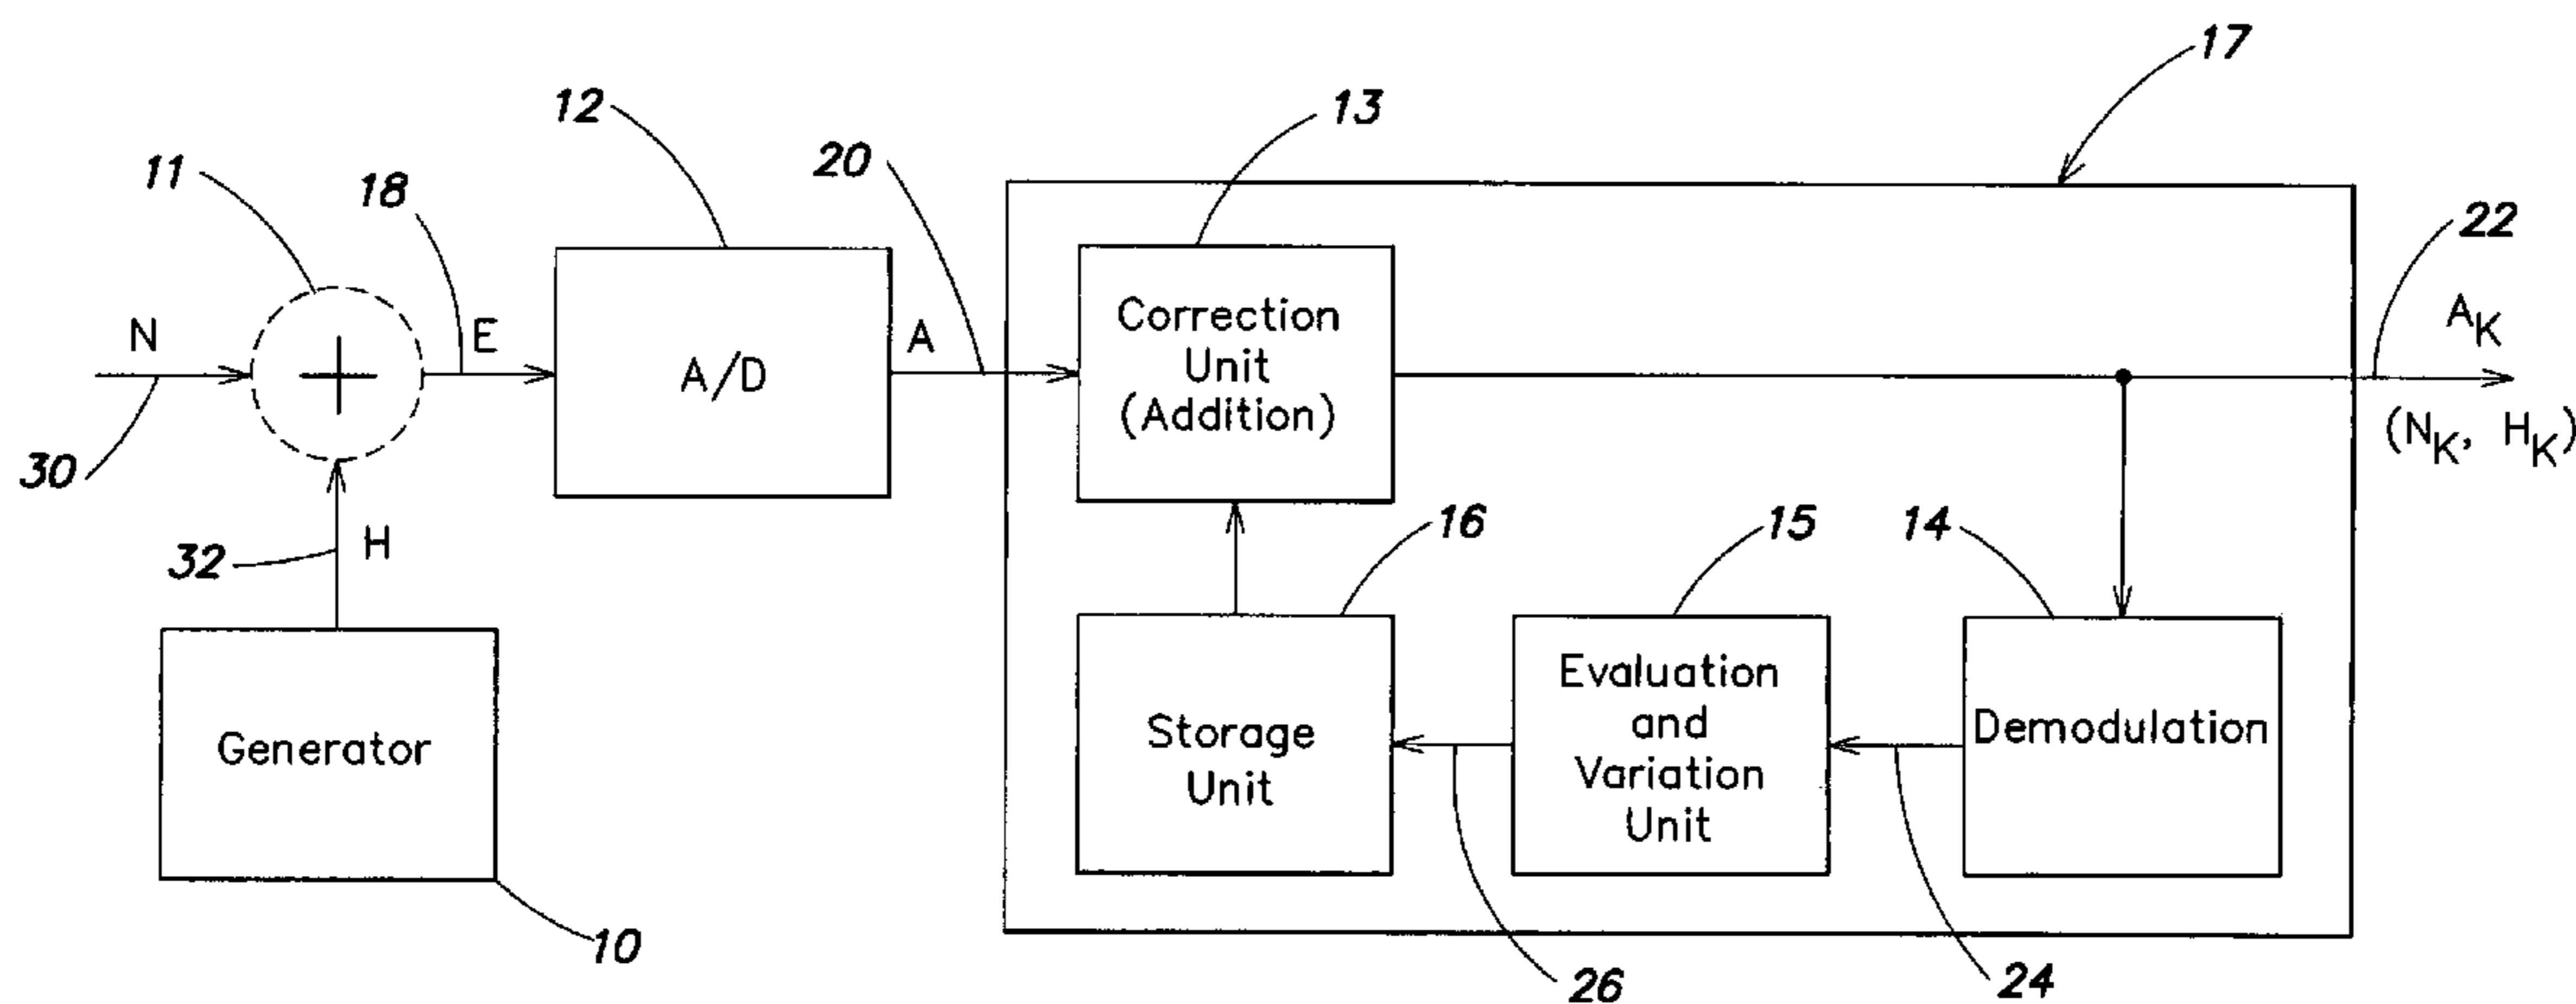 17
12
13
20
11
18
22
N
E
A
A_K
A/D
Correction
Unit
(Addition)
(N_K, H_K)
30
32
H
16
15
14
Generator
Storage
Unit
Evaluation
and
Variation
Unit
Demodulation
10
26
24